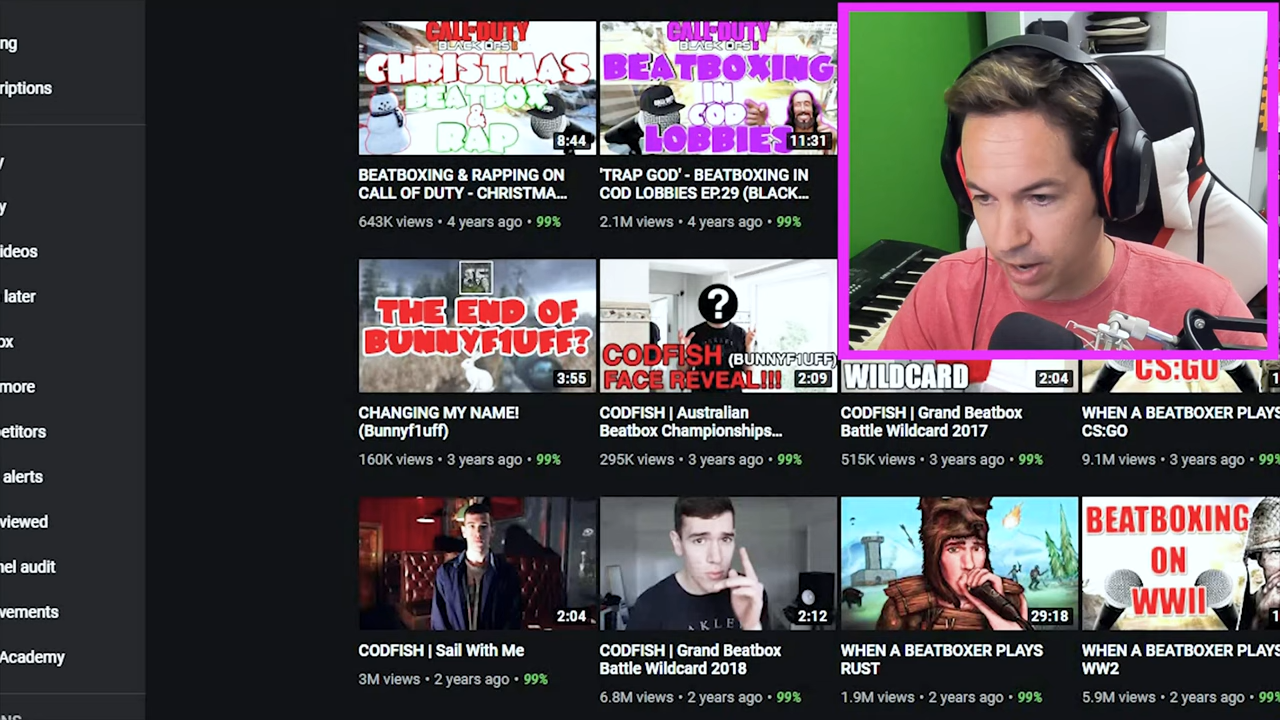 ng
riptions
y
y
ideos
later
ox
more
petitors
alerts
viewed
nel audit
vements
Academy
CALL-DUTY
BLACK OPS II
CHRISTMAS
BEATBOX
&
RAP
8:44
BEATBOXING & RAPPING ON
CALL OF DUTY - CHRISTMA...
643K views • 4 years ago • 99%
CALL-DUTY
BLACK OPS II
BEATBOXING
IN
COD
LOBBIES
11:31
'TRAP GOD' - BEATBOXING IN
COD LOBBIES EP.29 (BLACK...
2.1M views • 4 years ago • 99%
THE END OF
BUNNYF1UFF?
3:55
CHANGING MY NAME!
(Bunnyf1uff)
160K views • 3 years ago • 99%
?
CODFISH (BUNNYF1UFF)
FACE REVEAL!!!
2:09
CODFISH | Australian
Beatbox Championships...
295K views • 3 years ago • 99%
WILDCARD
2:04
CODFISH | Grand Beatbox
Battle Wildcard 2017
515K views • 3 years ago • 99%
CS:GO
1
WHEN A BEATBOXER PLAYS
CS:GO
9.1M views • 3 years ago • 99%
2:04
CODFISH | Sail With Me
3M views • 2 years ago • 99%
AKLE
2:12
CODFISH | Grand Beatbox
Battle Wildcard 2018
6.8M views • 2 years ago • 99%
29:18
WHEN A BEATBOXER PLAYS
RUST
1.9M views • 2 years ago • 99%
BEATBOXING
ON
WWII
1
WHEN A BEATBOXER PLAYS
WW2
5.9M views • 2 years ago • 99%